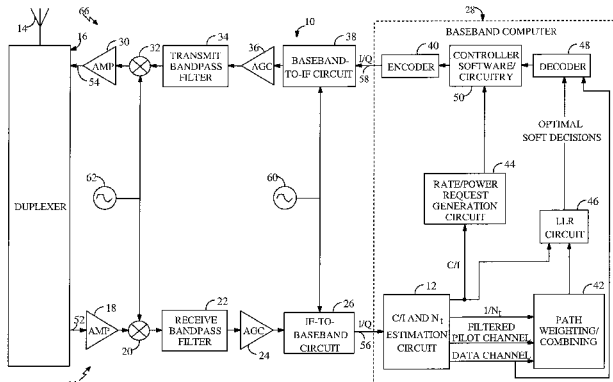 28
BASEBAND COMPUTER
14
66
10
16
30
32
34
36
38
40
48
AMP
TRANSMIT
BANDPASS
FILTER
AGC
BASEBAND-
TO-IF CIRCUIT
I/Q
58
ENCODER
CONTROLLER
SOFTWARE/
CIRCUITRY
50
DECODER
54
OPTIMAL
SOFT DECISIONS
44
62
60
DUPLEXER
RATE/POWER
REQUEST
GENERATION
CIRCUIT
46
LLR
CIRCUIT
C/I
18
22
26
12
42
52
AMP
20
RECEIVE
BANDPASS
FILTER
AGC
24
IF-TO-
BASEBAND
CIRCUIT
I/Q
56
C/I AND Nt
ESTIMATION
CIRCUIT
1/Nt
FILTERED
PILOT CHANNEL
DATA CHANNEL
PATH
WEIGHTING/
COMBINING